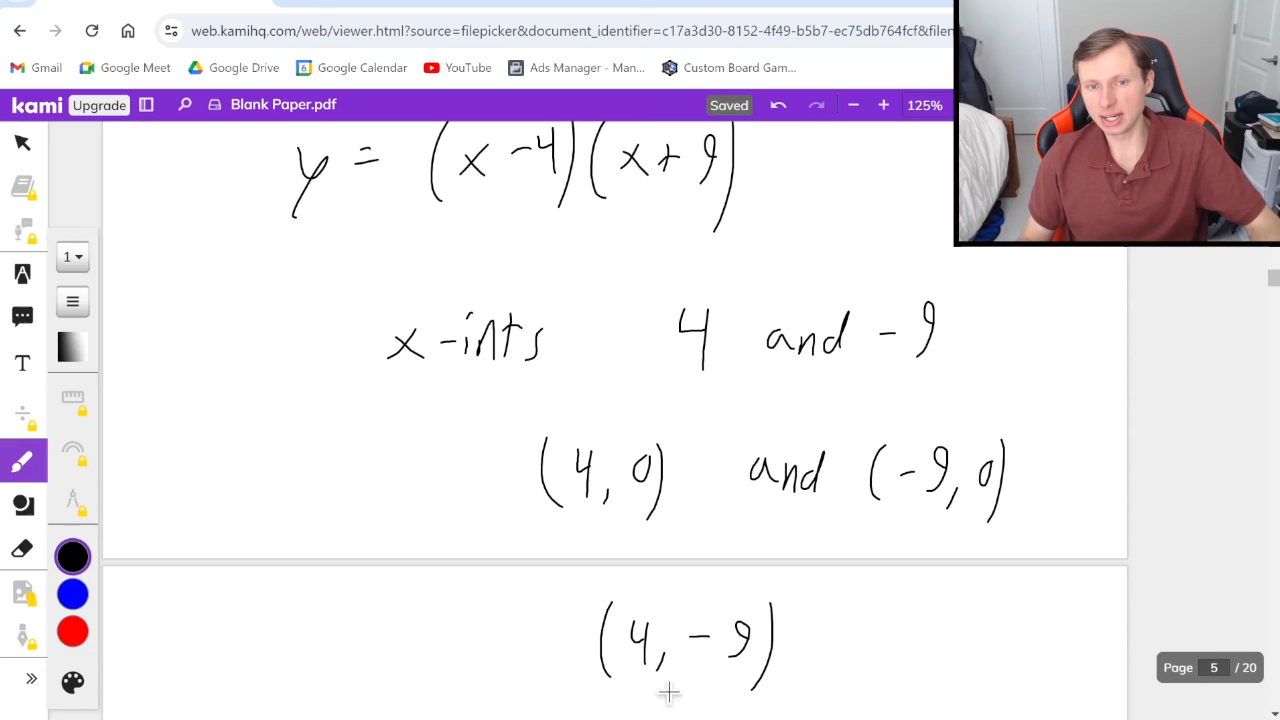 web.kamihq.com/web/viewer.html?source=filepicker&document_identifier=c17a3d30-8152-4f49-b5b7-ec75db764fcf&filen
Gmail Google Meet Google Drive 6 Google Calendar YouTube Ads Manager - Man... Custom Board Gam...
kami Upgrade Blank Paper.pdf Saved 125%
y = (x - 4)(x + 9)
1
x-ints 4 and -9
T
(4, 0) and (-9, 0)
(4, -9)
Page 5 / 20